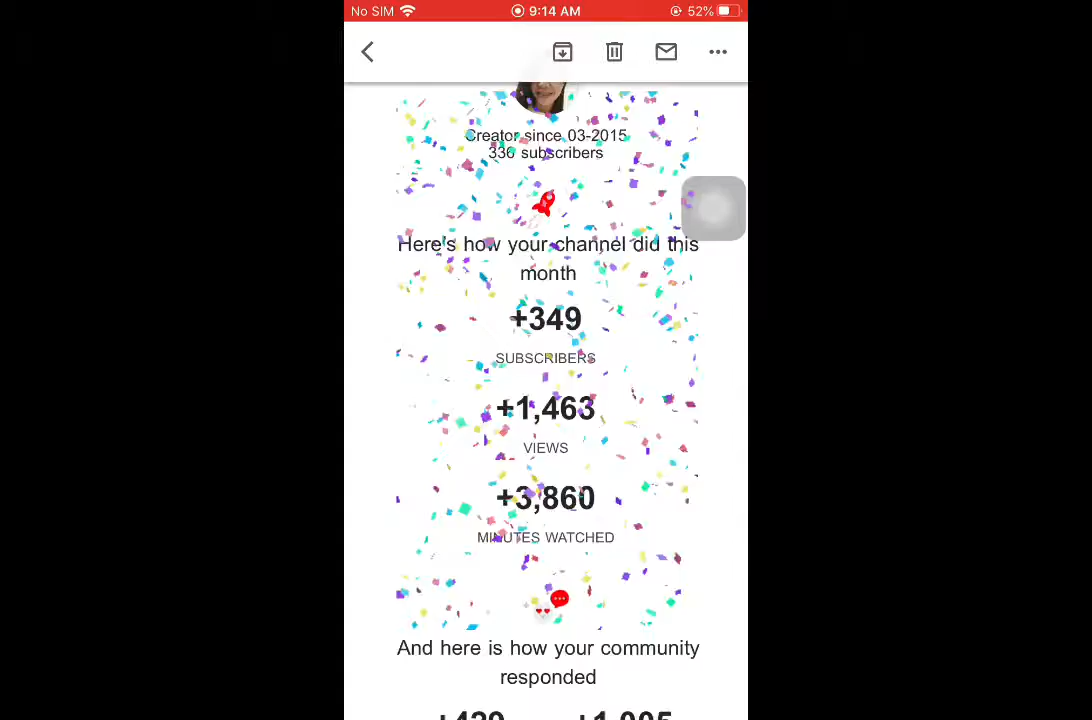 No SIM 9:14 AM 52%
Creator since 03-2015
336 subscribers
Here's how your channel did this
month
+349
SUBSCRIBERS
+1,463
VIEWS
+3,860
MINUTES WATCHED
And here is how your community
responded